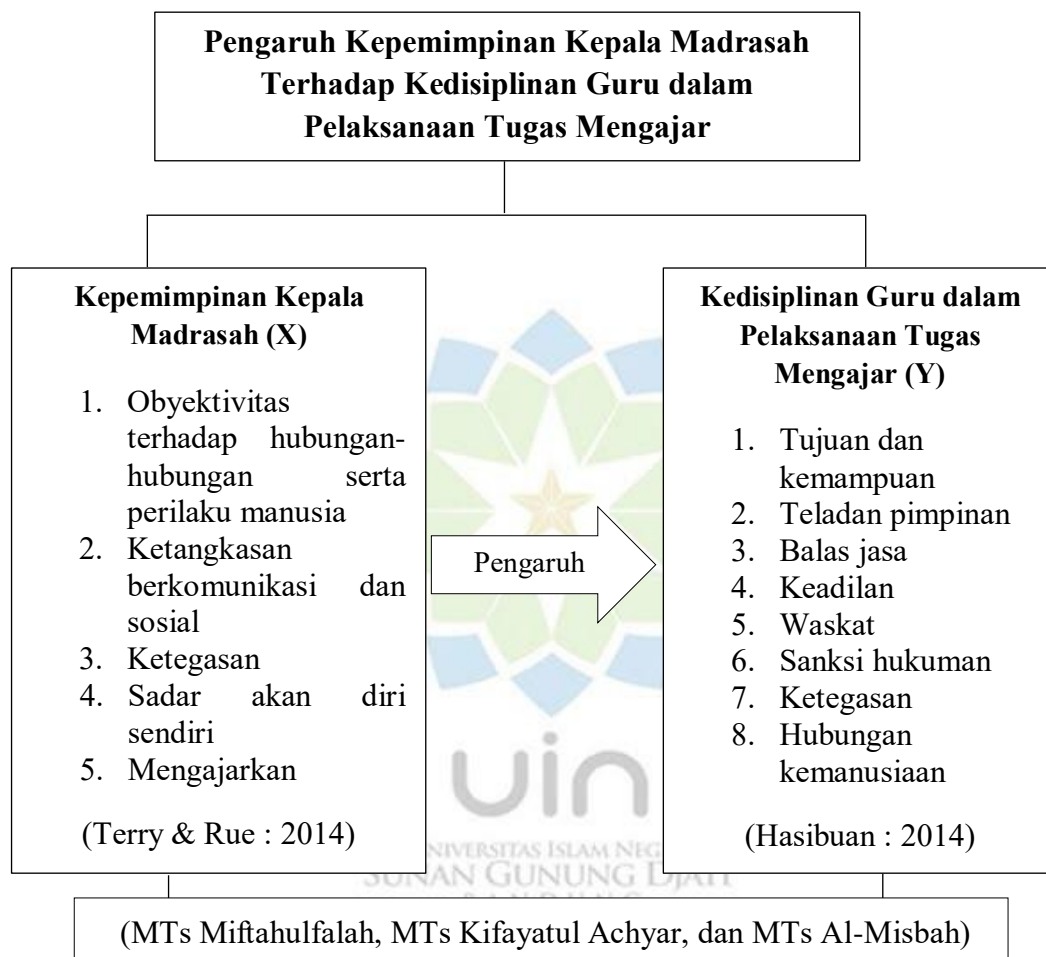 Pengaruh Kepemimpinan Kepala Madrasah
Terhadap Kedisiplinan Guru dalam
Pelaksanaan Tugas Mengajar
Kepemimpinan Kepala
Madrasah (X)
1. Obyektivitas
terhadap hubungan-
hubungan serta
perilaku manusia
2. Ketangkasan
berkomunikasi dan
sosial
3. Ketegasan
4. Sadar akan diri
sendiri
5. Mengajarkan
(Terry & Rue : 2014)
Pengaruh
Kedisiplinan Guru dalam
Pelaksanaan Tugas
Mengajar (Y)
1. Tujuan dan
kemampuan
2. Teladan pimpinan
3. Balas jasa
4. Keadilan
5. Waskat
6. Sanksi hukuman
7. Ketegasan
8. Hubungan
kemanusiaan
(Hasibuan : 2014)
uin
SUNAN GUNUNG DJATI
(MTs Miftahulfalah, MTs Kifayatul Achyar, dan MTs Al-Misbah)